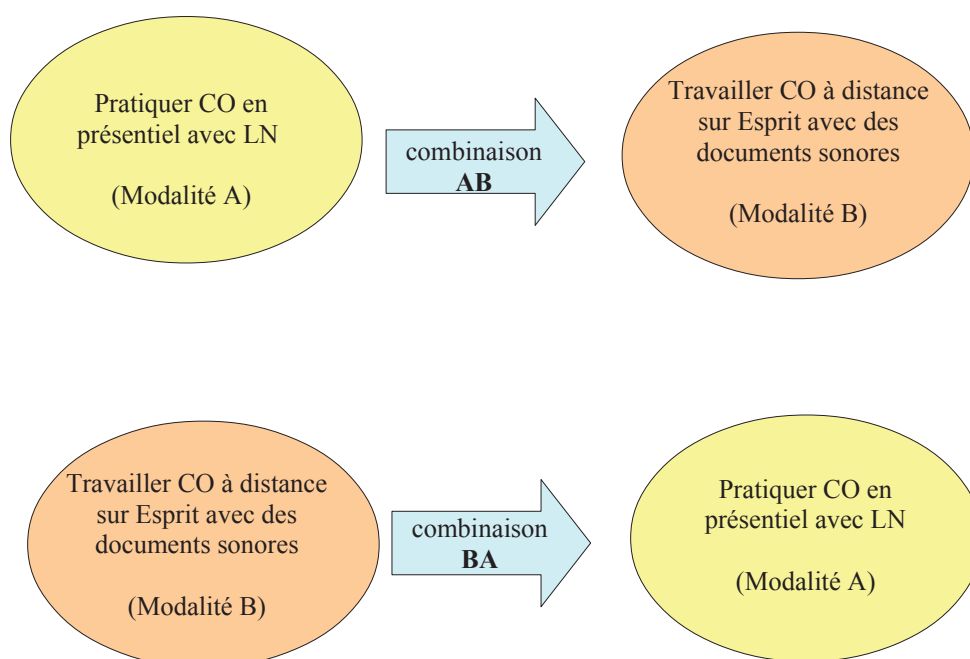 Pratiquer CO en
présentiel avec LN
(Modalité A)
combinaison
AB
Travailler CO à distance
sur Esprit avec des
documents sonores
(Modalité B)
Travailler CO à distance
sur Esprit avec des
documents sonores
(Modalité B)
combinaison
BA
Pratiquer CO en
présentiel avec LN
(Modalité A)